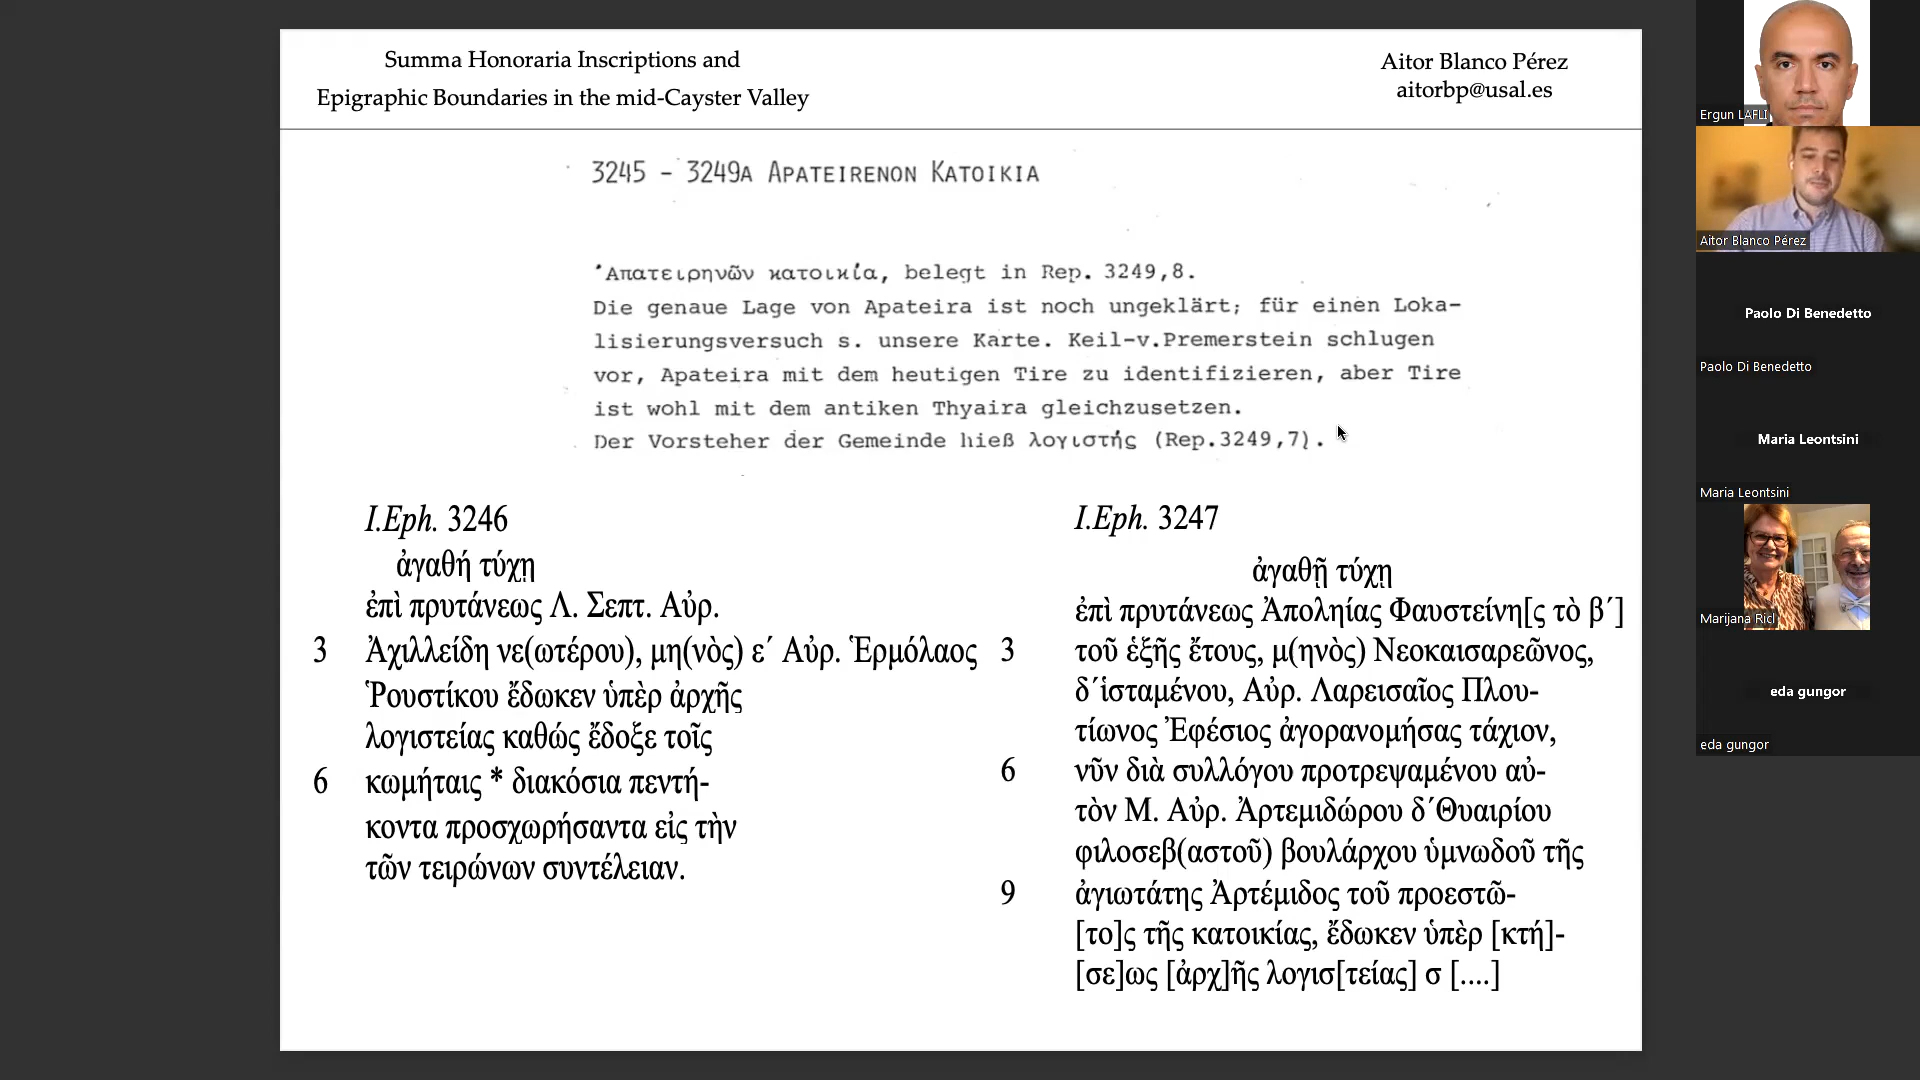 Summa Honoraria Inscriptions and
Epigraphic Boundaries in the mid-Cayster Valley
Aitor Blanco Pérez
aitorbp@usal.es
3245 – 3249A APATEIRENON KATOIKIA
Ἀπατειρηνῶν κατοικία, belegt in Rep. 3249,8.
Die genaue Lage von Apateira ist noch ungeklärt; für einen Loka-
lisierungsversuch s. unsere Karte. Keil-v.Premerstein schlugen
vor, Apateira mit dem heutigen Tire zu identifizieren, aber Tire
ist wohl mit dem antiken Thyaira gleichzusetzen.
Der Vorsteher der Gemeinde hieß λογιστής (Rep.3249,7).
I.Eph. 3246
ἀγαθή τύχῃ
ἐπὶ πρυτάνεως Λ. Σεπτ. Αὐρ.
3 Ἀχιλλείδη νε(ωτέρου), μη(νὸς) ε΄ Αὐρ. Ἑρμόλαος
Ῥουστίκου ἔδωκεν ὑπὲρ ἀρχῆς
λογιστείας καθώς ἔδοξε τοῖς
6 κωμήταις * διακόσια πεντή-
κοντα προσχωρήσαντα εἰς τὴν
τῶν τειρώνων συντέλειαν.
I.Eph. 3247
ἀγαθῇ τύχῃ
ἐπὶ πρυτάνεως Ἀποληίας Φαυστείνη[ς τὸ β΄]
3 τοῦ ἑξῆς ἔτους, μ(ηνὸς) Νεοκαισαρεῶνος,
δ΄ἱσταμένου, Αὐρ. Λαρεισαῖος Πλου-
τίωνος Ἐφέσιος ἀγορανομήσας τάχιον,
6 νῦν διὰ συλλόγου προτρεψαμένου αὐ-
τὸν Μ. Αὐρ. Ἀρτεμιδώρου δ΄Θυαιρίου
φιλοσεβ(αστοῦ) βουλάρχου ὑμνωδοῦ τῆς
9 ἁγιωτάτης Ἀρτέμιδος τοῦ προεστῶ-
[το]ς τῆς κατοικίας, ἔδωκεν ὑπὲρ [κτή]-
[σε]ως [ἀρχ]ῆς λογισ[τείας] σ [....]
Ergun LAFLI
Aitor Blanco Pérez
Paolo Di Benedetto
Paolo Di Benedetto
Maria Leontsini
Maria Leontsini
Marijana Ricl
eda gungor
eda gungor